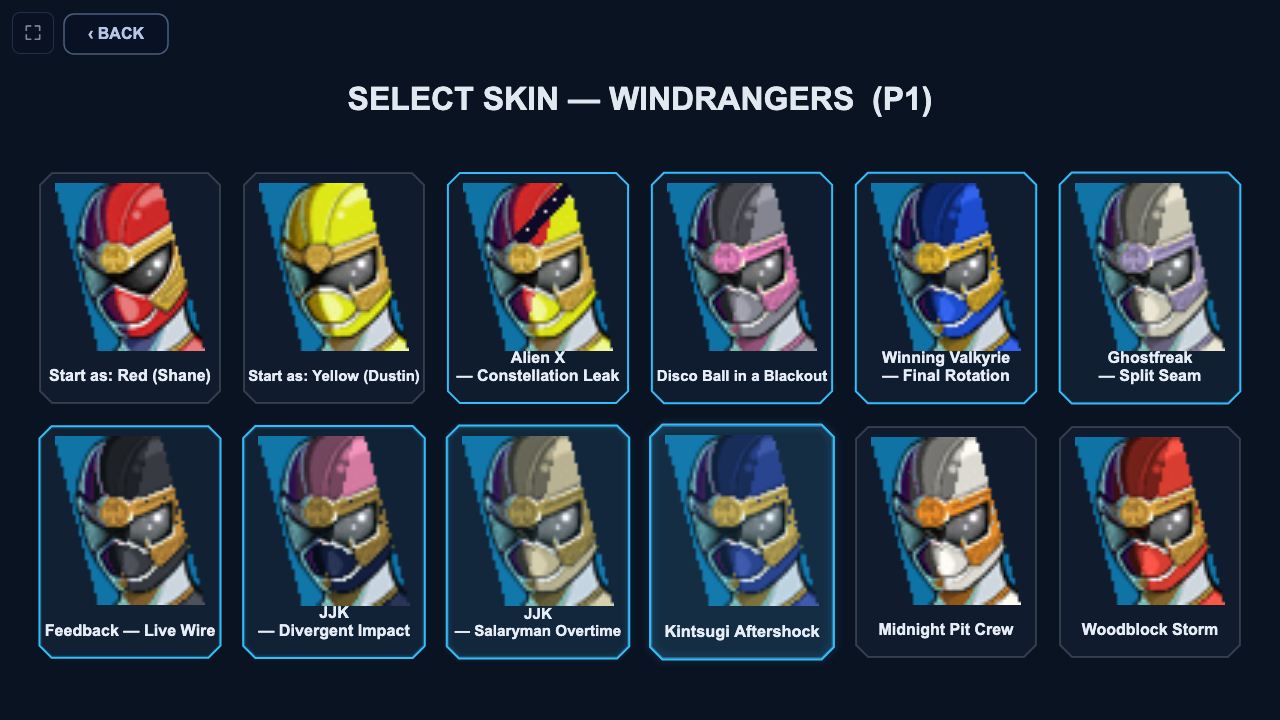 ‹ BACK
SELECT SKIN — WINDRANGERS (P1)
Start as: Red (Shane)
Start as: Yellow (Dustin)
Alien X
— Constellation Leak
Disco Ball in a Blackout
Winning Valkyrie
— Final Rotation
Ghostfreak
— Split Seam
Feedback — Live Wire
JJK
— Divergent Impact
JJK
— Salaryman Overtime
Kintsugi Aftershock
Midnight Pit Crew
Woodblock Storm